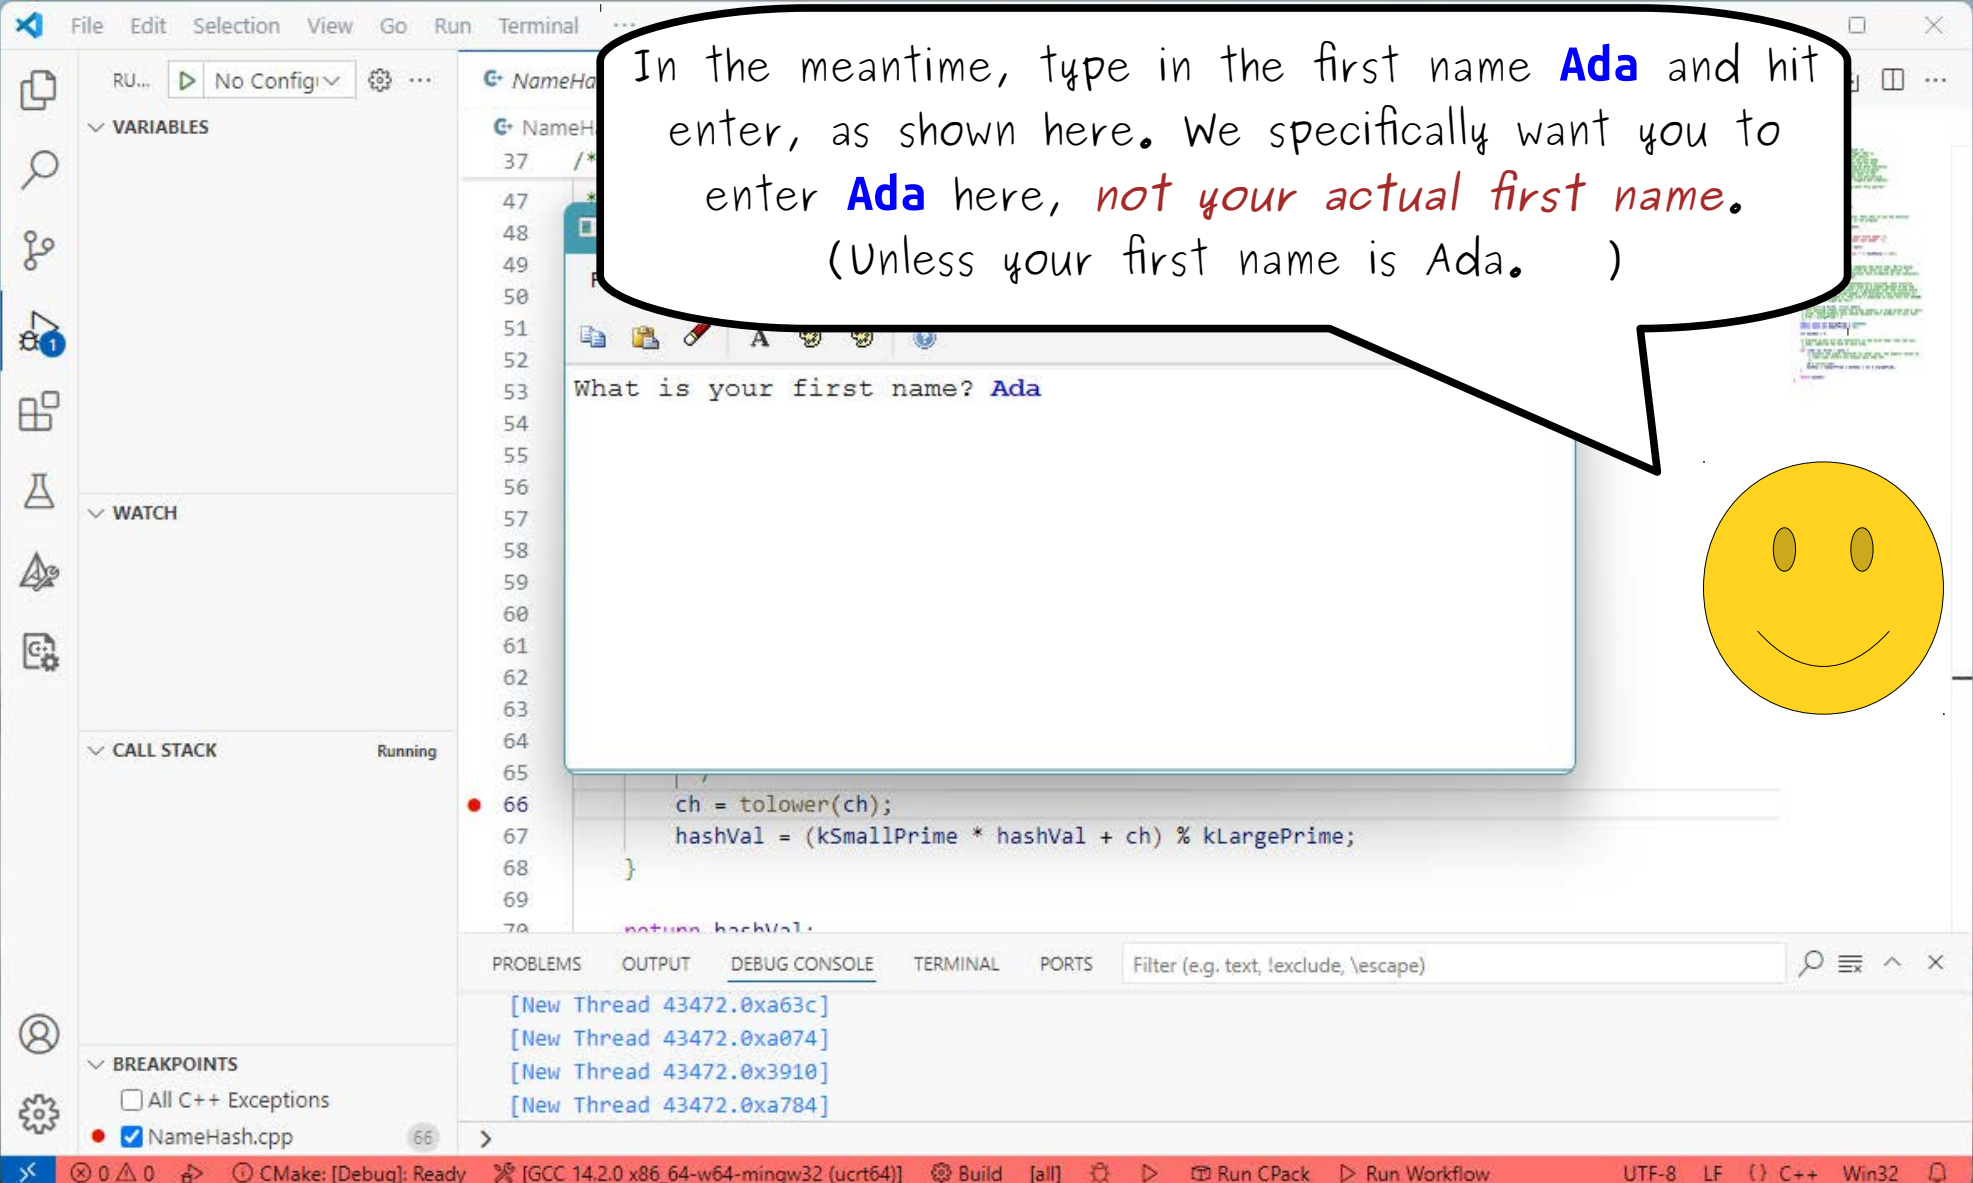 File Edit Selection View Go Run Terminal ...
In the meantime, type in the first name Ada and hit
enter, as shown here. We specifically want you to
enter Ada here, not your actual first name.
(Unless your first name is Ada. )
RU... No Config
VARIABLES
NameHa
NameH
37 /*
47
48
49
50
51
52
53
54
55
56
57
58
59
60
61
62
63
64
65
What is your first name? Ada
WATCH
CALL STACK Running
66 ch = tolower(ch);
67 hashVal = (kSmallPrime * hashVal + ch) % kLargePrime;
68 }
69
70 return hashVal;
PROBLEMS OUTPUT DEBUG CONSOLE TERMINAL PORTS Filter (e.g. text, !exclude, \escape)
[New Thread 43472.0xa63c]
[New Thread 43472.0xa074]
[New Thread 43472.0x3910]
[New Thread 43472.0xa784]
>
BREAKPOINTS
All C++ Exceptions
NameHash.cpp 66
0 0 CMake: [Debug]: Ready [GCC 14.2.0 x86_64-w64-mingw32 (ucrt64)] Build [all] Run CPack Run Workflow UTF-8 LF {} C++ Win32